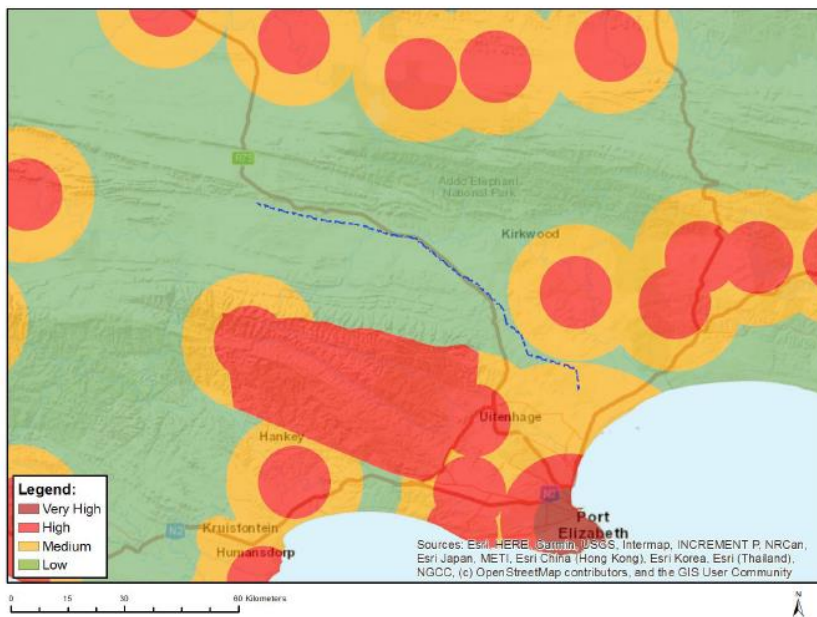 R75
Addo Elephant
National Park
Kirkwood
Uitenhage
Hankey
Legend:
Very High
High
Medium
Low
N2
Kruisfontein
Humansdorp
N2
Port
Elizabeth
Sources: Esri, HERE, Garmin, USGS, Intermap, INCREMENT P, NRCan,
Esri Japan, METI, Esri China (Hong Kong), Esri Korea, Esri (Thailand),
NGCC, (c) OpenStreetMap contributors, and the GIS User Community
0 15 30 60 Kilometers
N